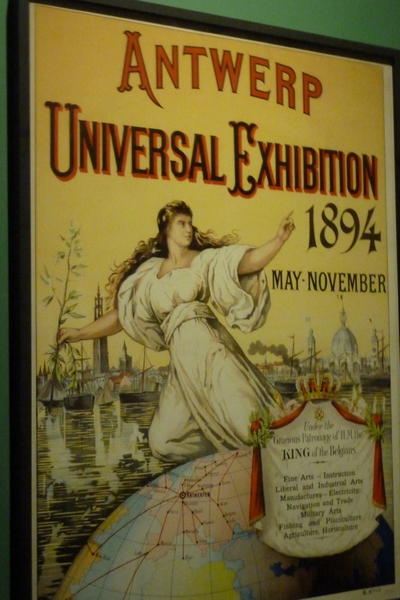 ANTWERP
UNIVERSAL EXHIBITION
1894
MAY-NOVEMBER
Under the
Gracious Patronage of H.M. the
KING of the Belgians.
Fine Arts - Instruction
Liberal and Industrial Arts
Manufactures - Electricity
Navigation and Trade
Military Arts
Fishing and Pisciculture
Agriculture, Horticulture